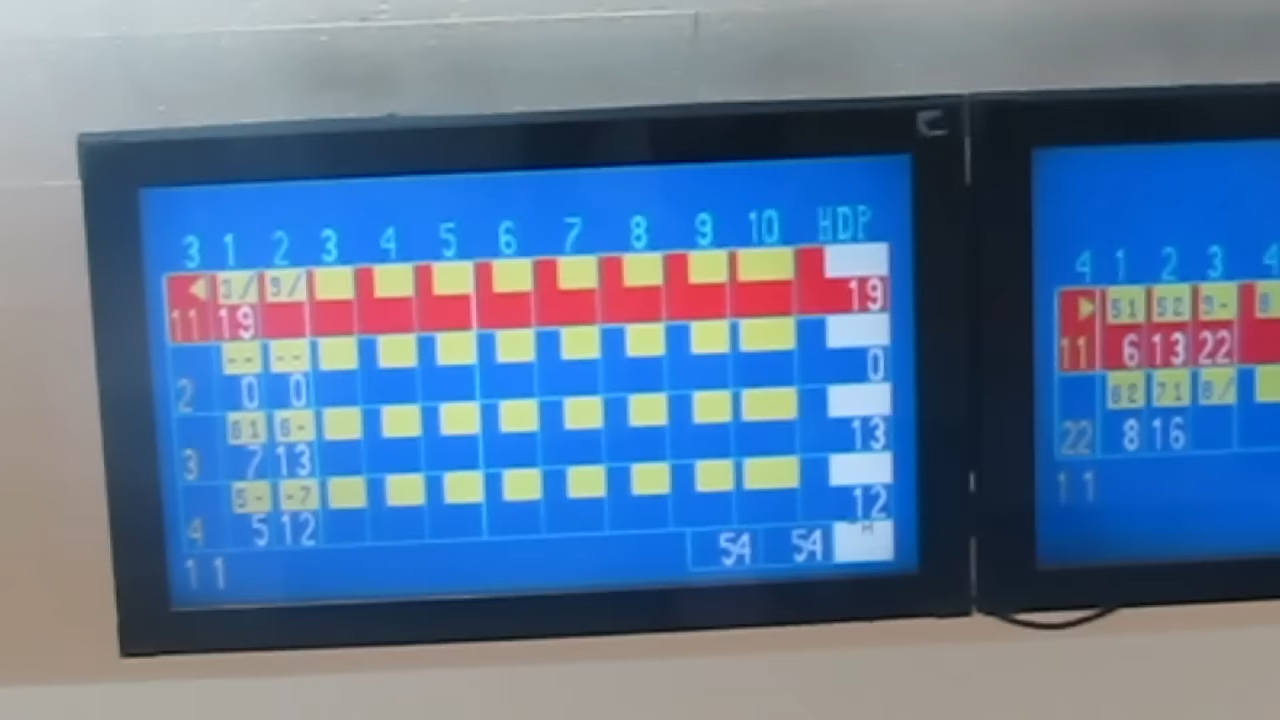 3 1 2 3 4 5 6 7 8 9 10 HDP
3/ 9/
11 19 19
-- --
2 0 0 0
61 6-
3 7 13 13
5- -7
4 5 12 12
54 54 H
11
4 1 2 3 4
51 52 9- 8
11 6 13 22
62 71 8/
22 8 16
11